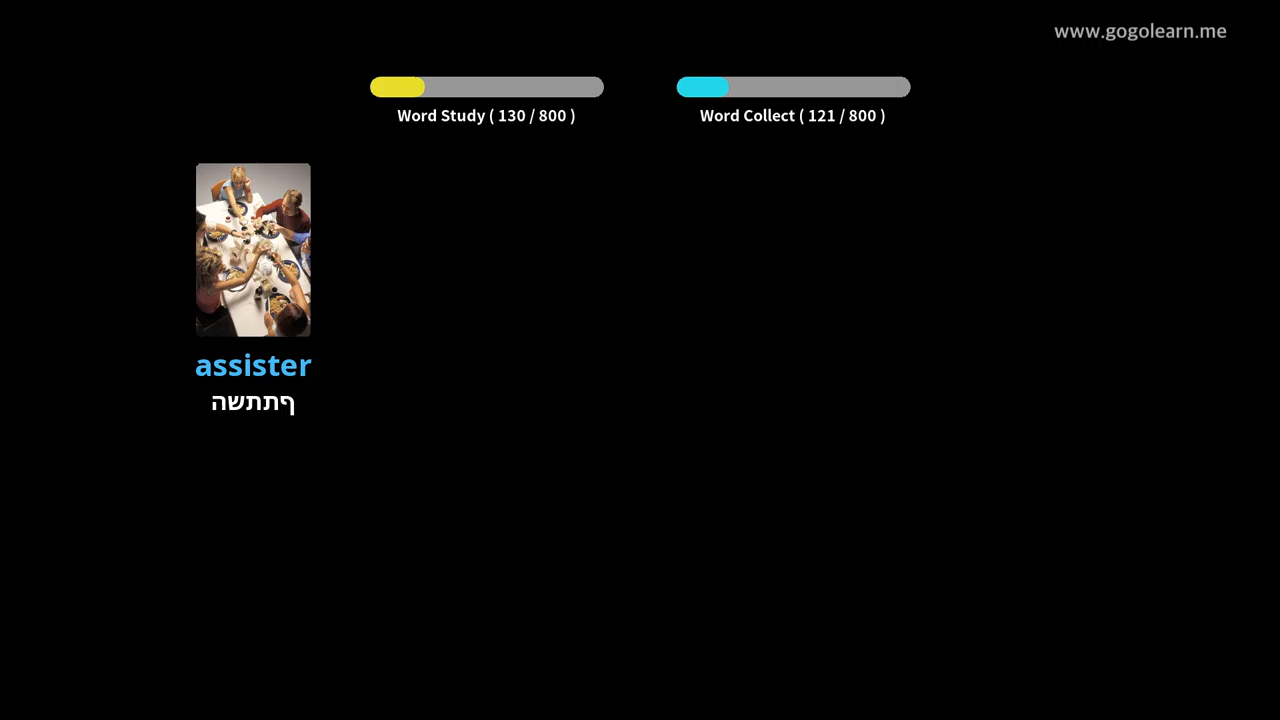 www.gogolearn.me
Word Study ( 130 / 800 )
Word Collect ( 121 / 800 )
assister
ףתתשה